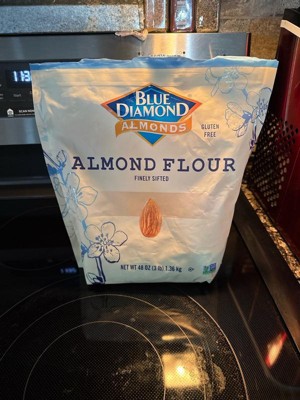 BLUE
DIAMOND
ALMONDS
GLUTEN
FREE
ALMOND FLOUR
FINELY SIFTED
NET WT 48 OZ (3 LB) 1.36 kg